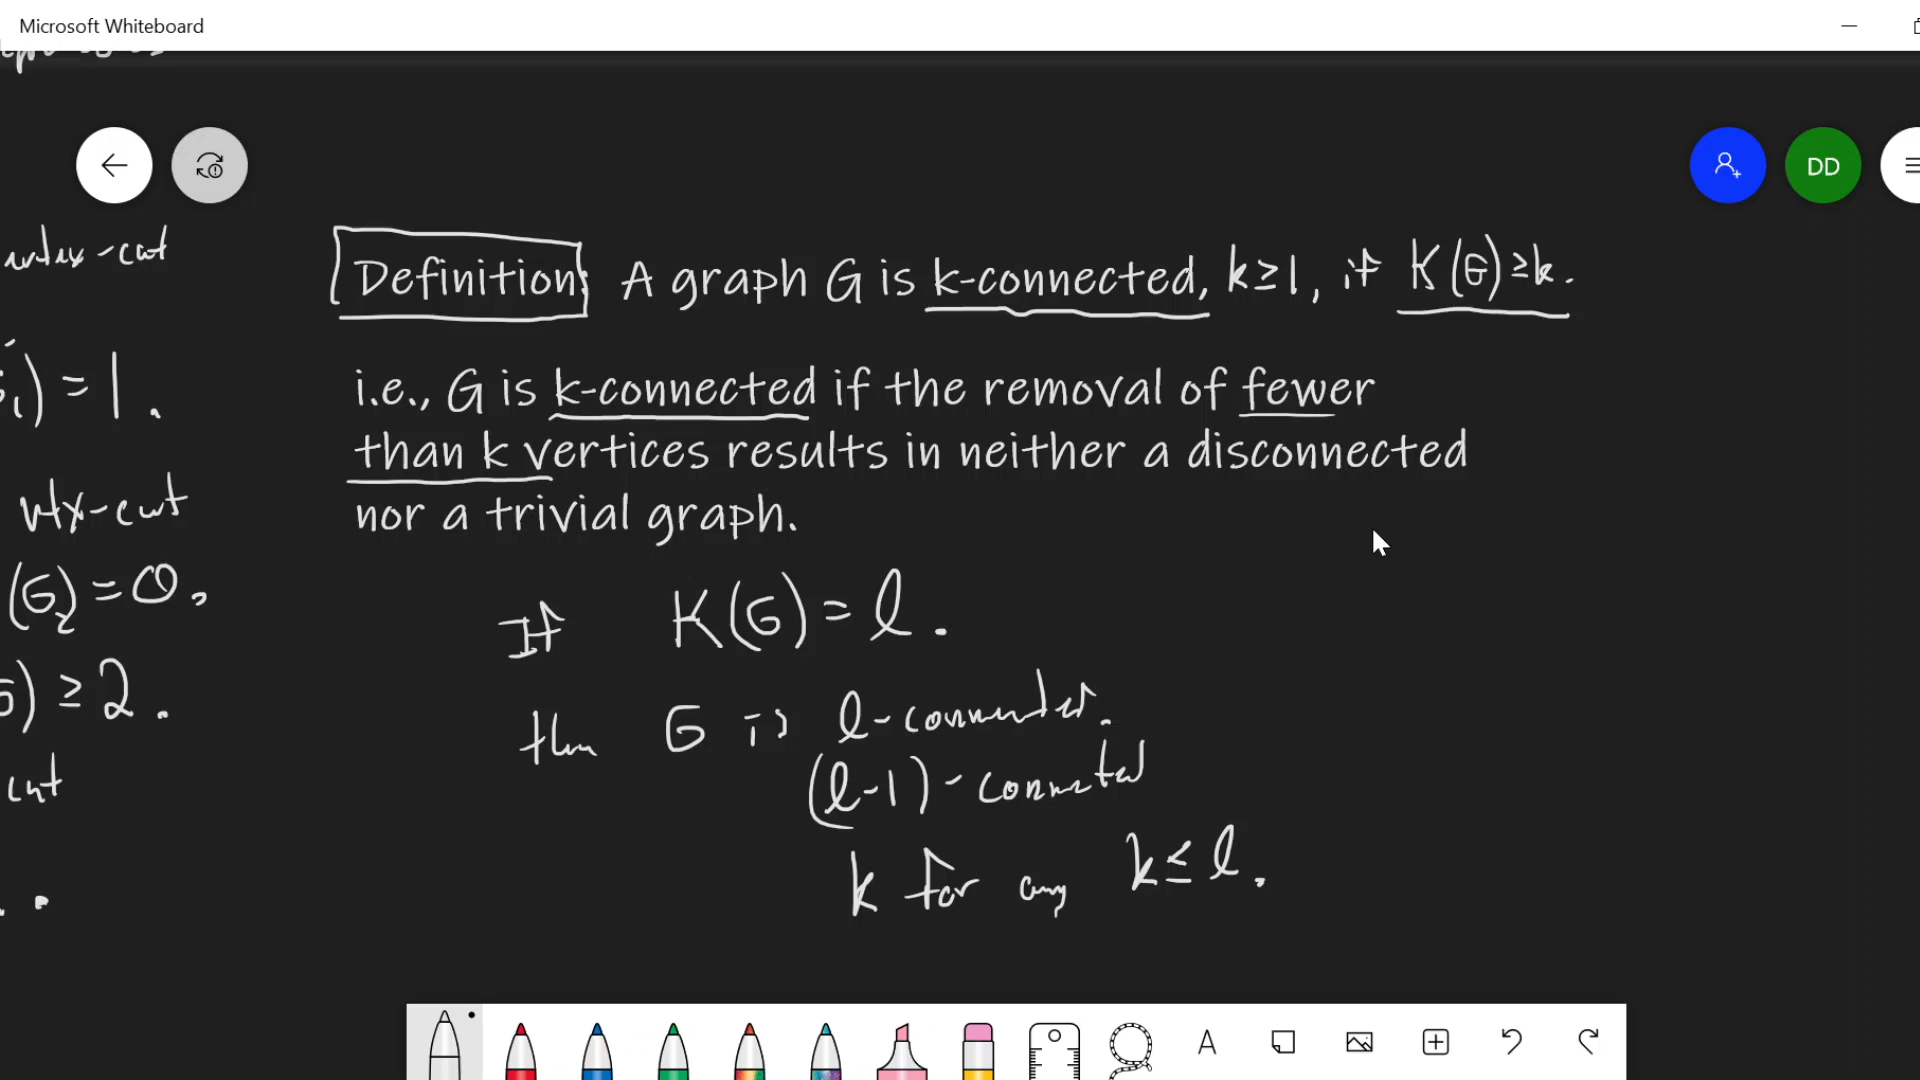 Microsoft Whiteboard
DD
-cut
Definition: A graph G is k-connected, k≥1, if K(G)≥k.
) = 1.
i.e., G is k-connected if the removal of fewer
than k vertices results in neither a disconnected
vtx-cut
nor a trivial graph.
(G2) = 0,
If K(G) = l.
) ≥ 2.
then G is l-connected.
cut
(l-1)-connected
k for any k ≤ l.
A